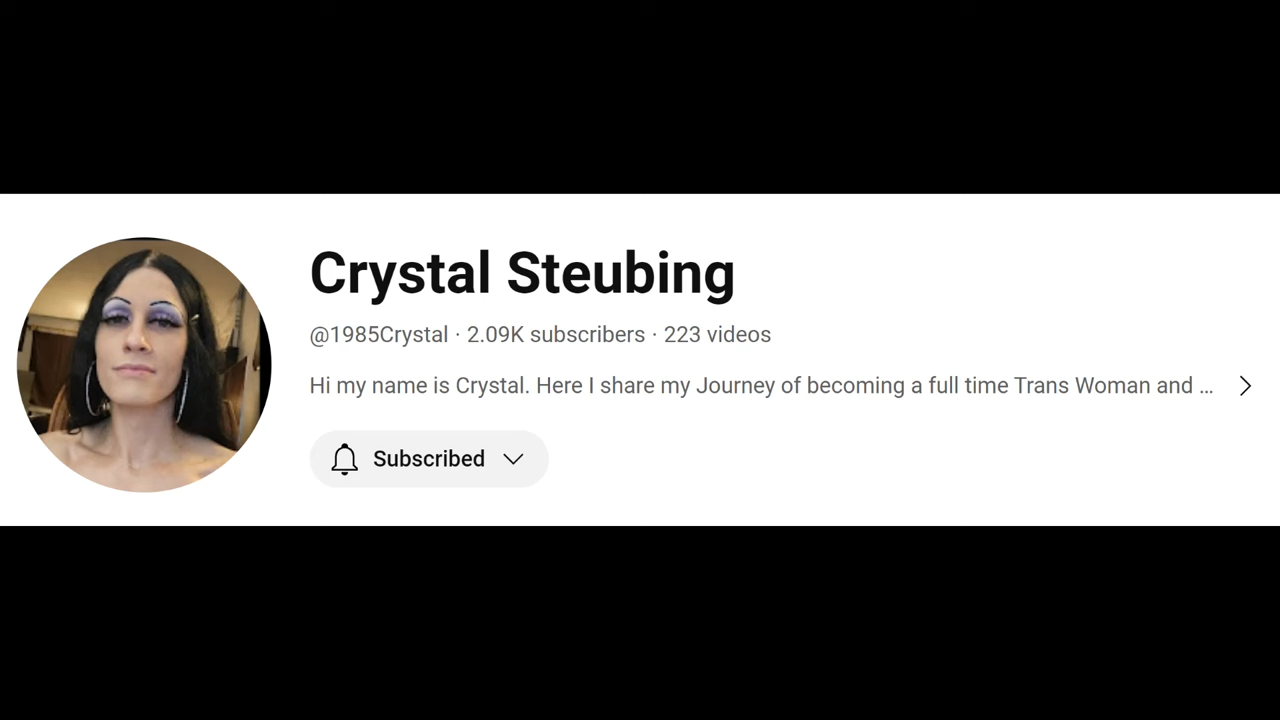 Crystal Steubing
@1985Crystal · 2.09K subscribers · 223 videos
Hi my name is Crystal. Here I share my Journey of becoming a full time Trans Woman and ...
Subscribed